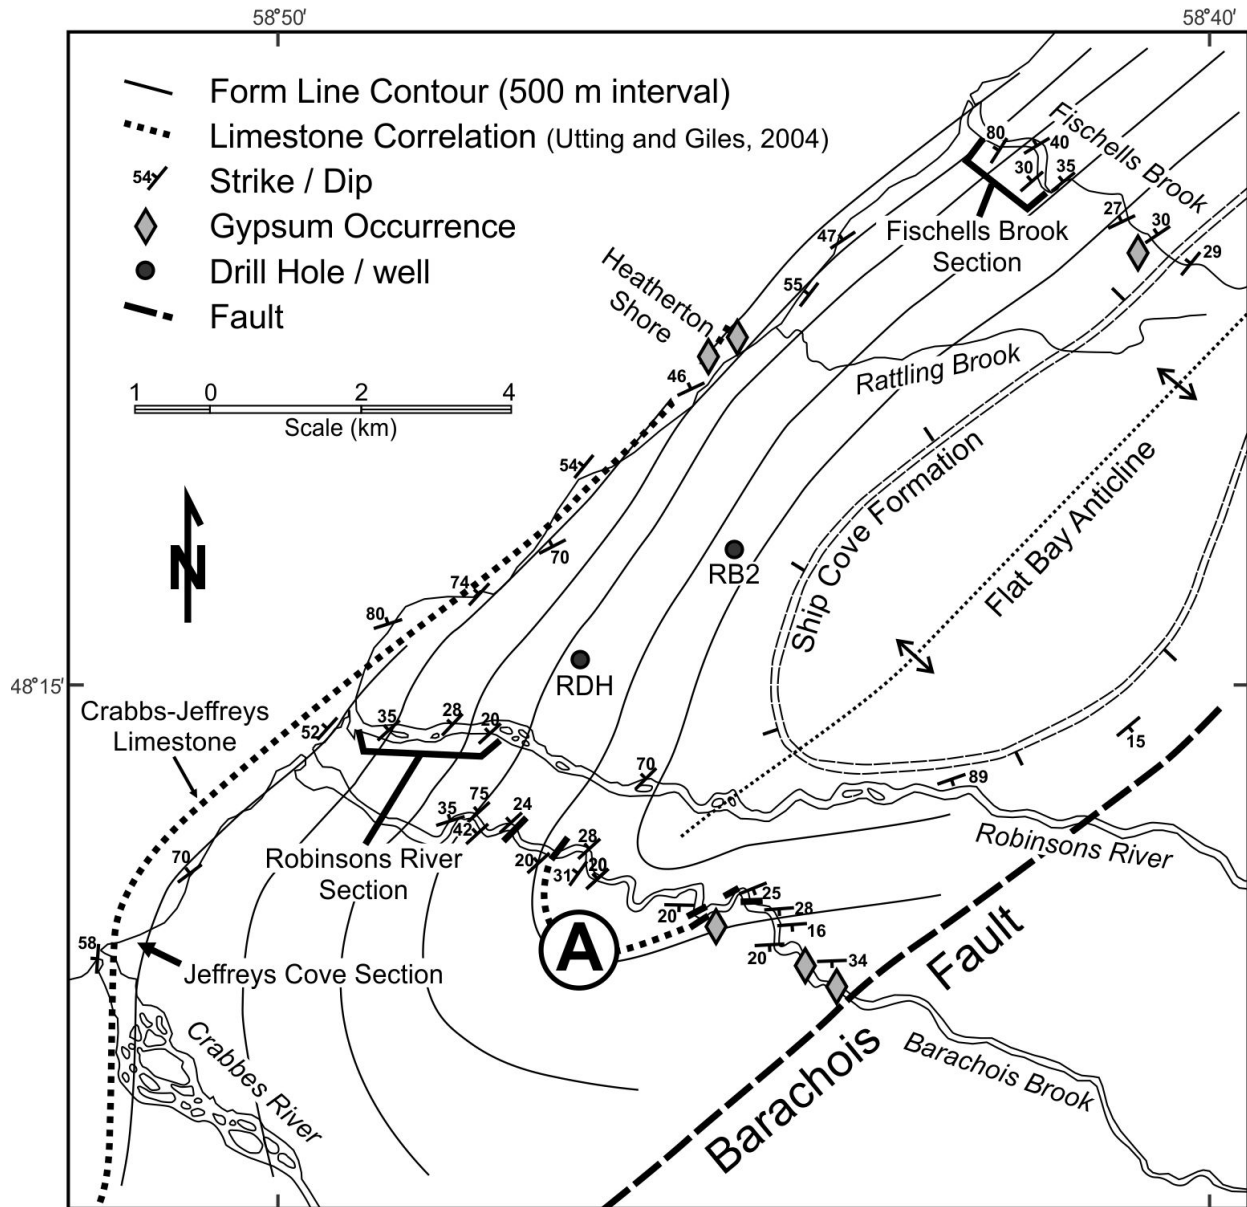 58°50'
58°40'
Form Line Contour (500 m interval)
Limestone Correlation (Utting and Giles, 2004)
54
Strike / Dip
Gypsum Occurrence
Drill Hole / well
Fault
1 0 2 4
Scale (km)
N
48°15'
80
40
30
35
Fischells Brook
Fischells Brook
Section
27
30
29
47
55
Heatherton
Shore
46
Rattling Brook
54
70
74
80
RB2
RDH
Ship Cove Formation
Flat Bay Anticline
Crabbs-Jeffreys
Limestone
52
35
28
20
70
15
89
Robinsons River
35
75
42
24
Robinsons River
Section
20
28
31
20
70
25
20
28
16
20
34
A
58
Jeffreys Cove Section
Crabbes River
Barachois Fault
Barachois Brook